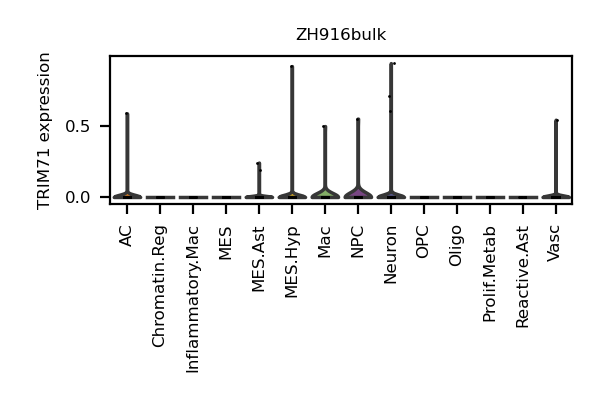 ZH916bulk
TRIM71 expression
0.5
0.0
AC
Chromatin.Reg
Inflammatory.Mac
MES
MES.Ast
MES.Hyp
Mac
NPC
Neuron
OPC
Oligo
Prolif.Metab
Reactive.Ast
Vasc